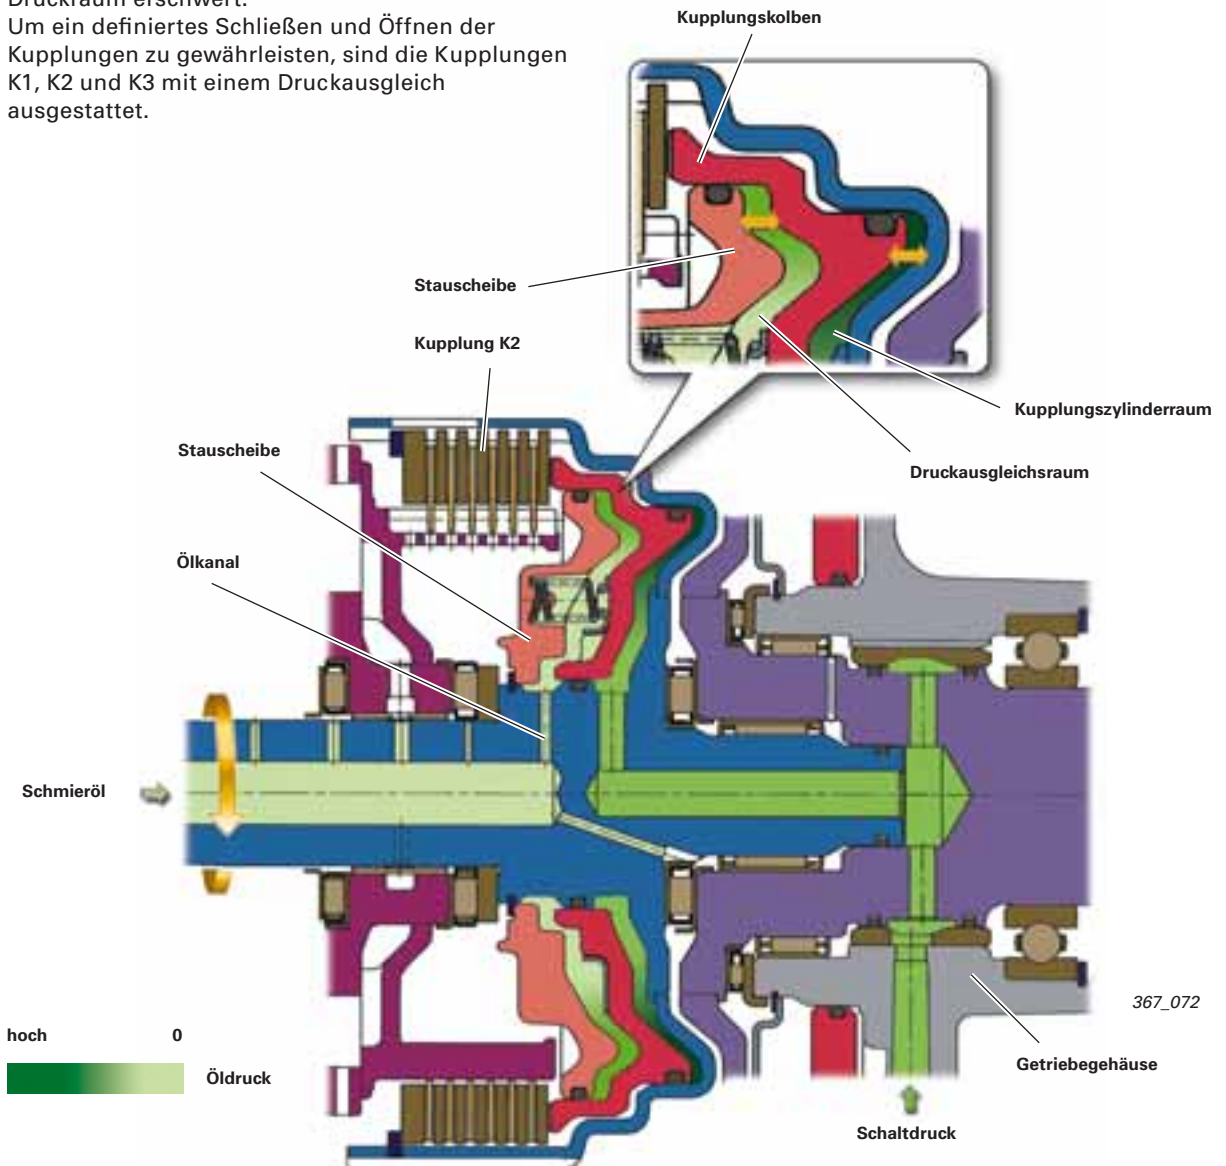 Druckraum erschwert.
Um ein definiertes Schließen und Öffnen der
Kupplungen zu gewährleisten, sind die Kupplungen
K1, K2 und K3 mit einem Druckausgleich
ausgestattet.
Kupplungskolben
Stauscheibe
Kupplung K2
Kupplungszylinderraum
Stauscheibe
Druckausgleichsraum
Ölkanal
Schmieröl
367_072
hoch 0
Öldruck
Getriebegehäuse
Schaltdruck